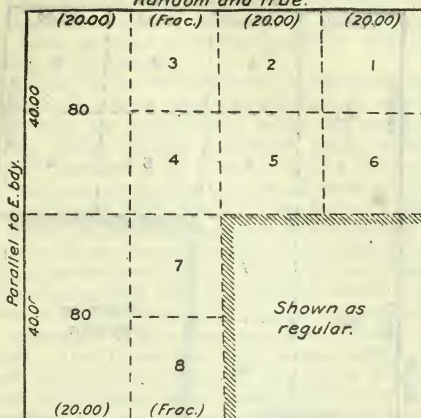 Random and True.
(20.00) (Frac.) (20.00) (20.00)
3 2 1
40.00
80
4 5 6
Parallel to E. bdy.
7
40.00
80
Shown as
regular.
8
(20.00) (Frac.)